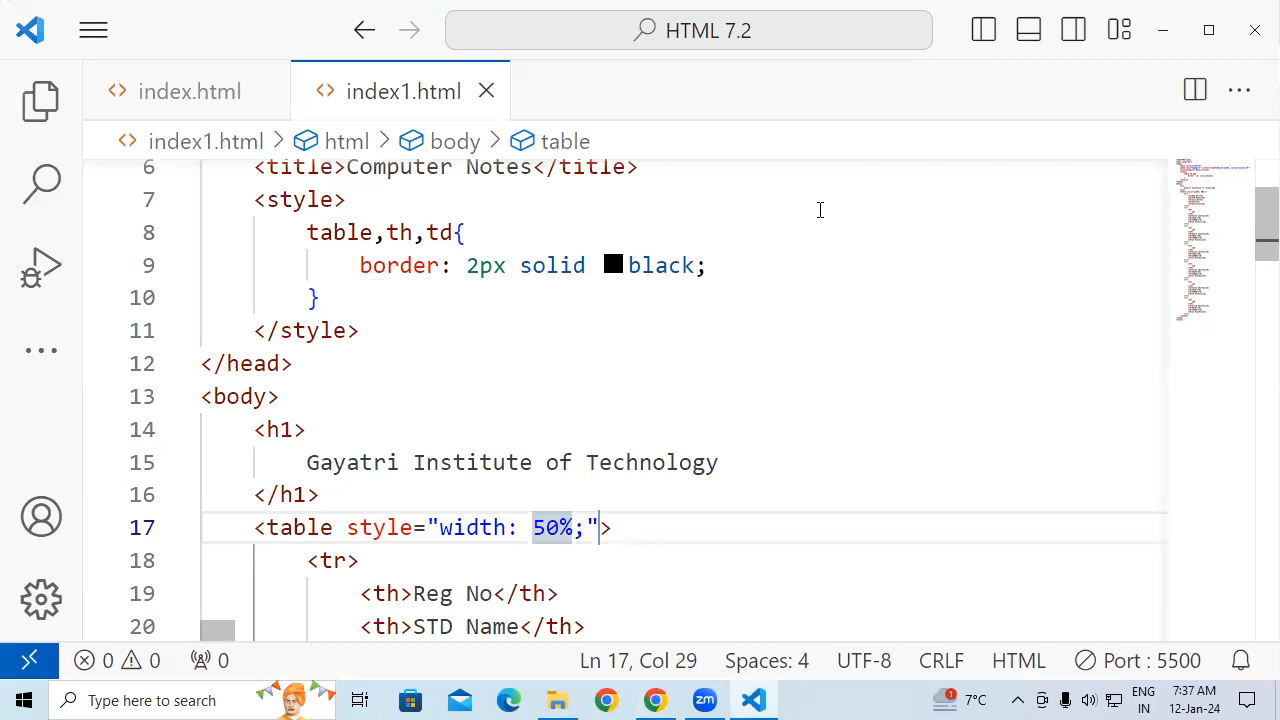 HTML 7.2
index.html
index1.html
index1.html > html > body > table
6 <title>Computer Notes</title>
7 <style>
8 table,th,td{
9 border: 2px solid black;
10 }
11 </style>
12 </head>
13 <body>
14 <h1>
15 Gayatri Institute of Technology
16 </h1>
17 <table style="width: 50%;">
18 <tr>
19 <th>Reg No</th>
20 <th>STD Name</th>
0 0 0 Ln 17, Col 29 Spaces: 4 UTF-8 CRLF HTML Port : 5500
Type here to search zm 1 7°C ENG 7:37 AM
IN 12-Jan-24